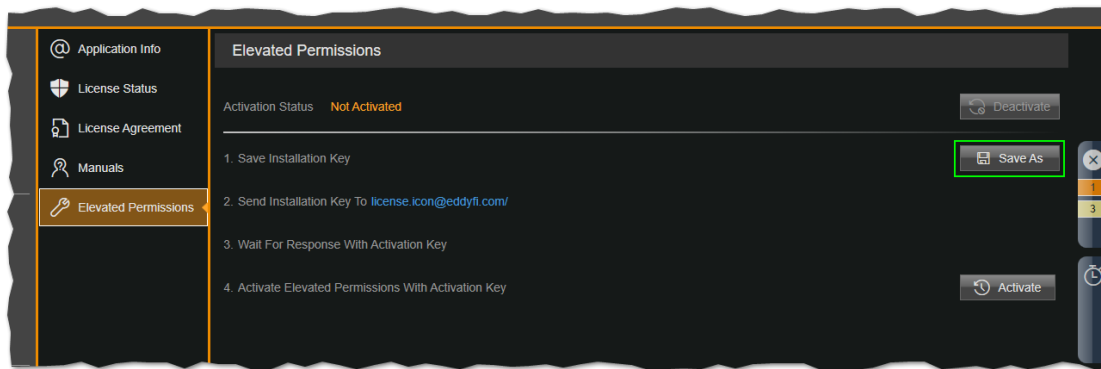 Application Info
License Status
License Agreement
Manuals
Elevated Permissions
Elevated Permissions
Activation Status Not Activated
Deactivate
1. Save Installation Key
Save As
2. Send Installation Key To license.icon@eddyfi.com/
3. Wait For Response With Activation Key
4. Activate Elevated Permissions With Activation Key
Activate
1
3